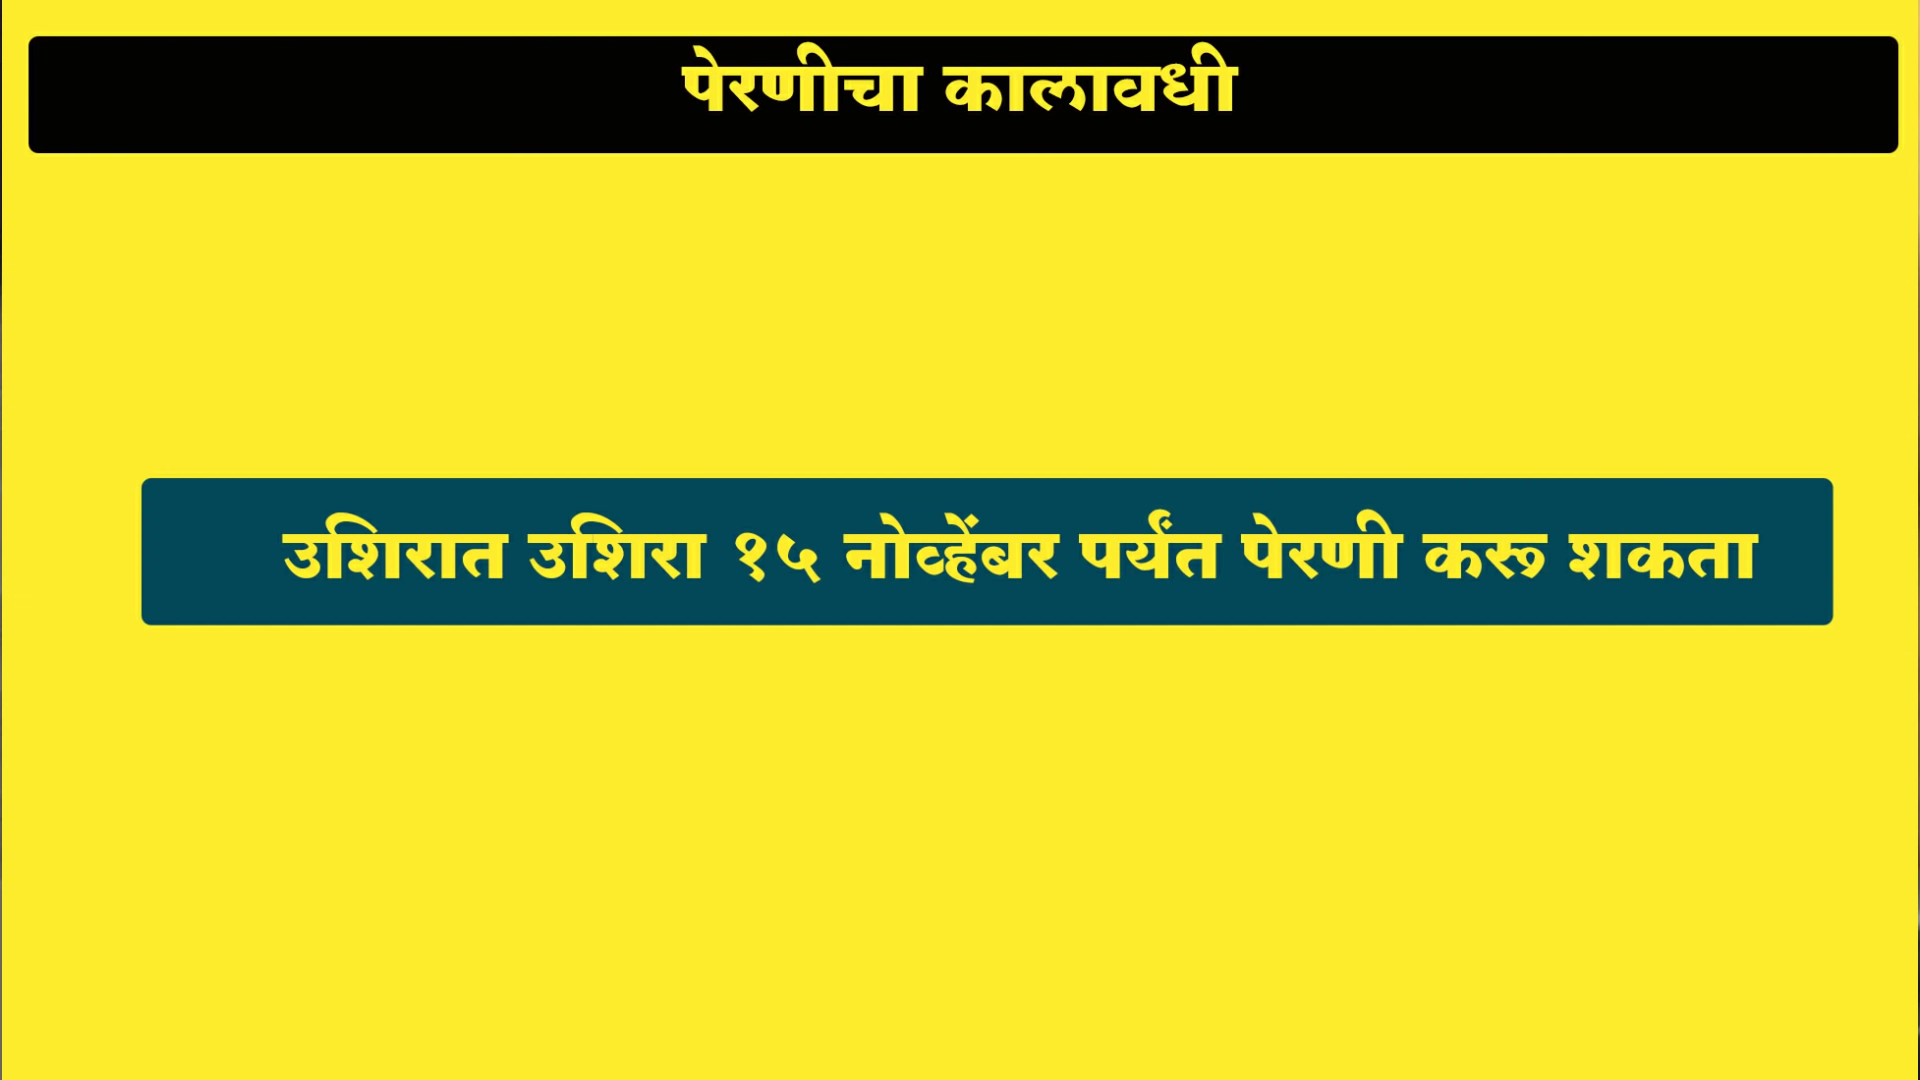 पेरणीचा कालावधी
उशिरात उशिरा १५ नोव्हेंबर पर्यंत पेरणी करू शकता